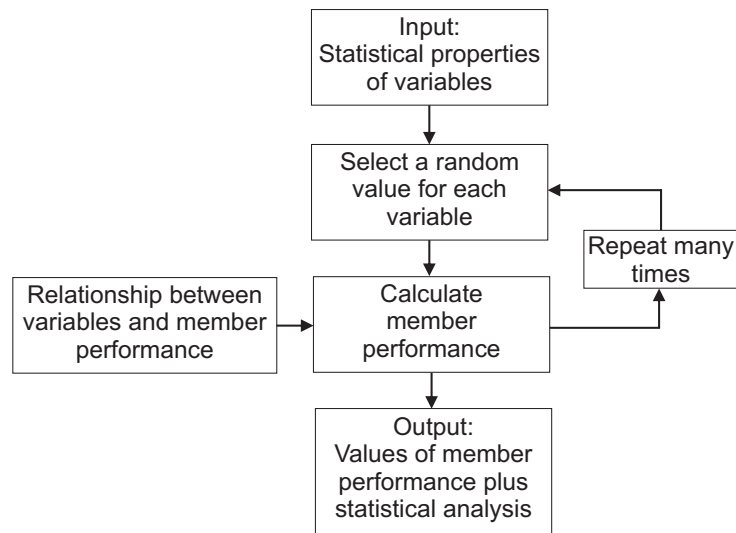 Input:
Statistical properties
of variables
Select a random
value for each
variable
Repeat many
times
Relationship between
variables and member
performance
Calculate
member
performance
Output:
Values of member
performance plus
statistical analysis